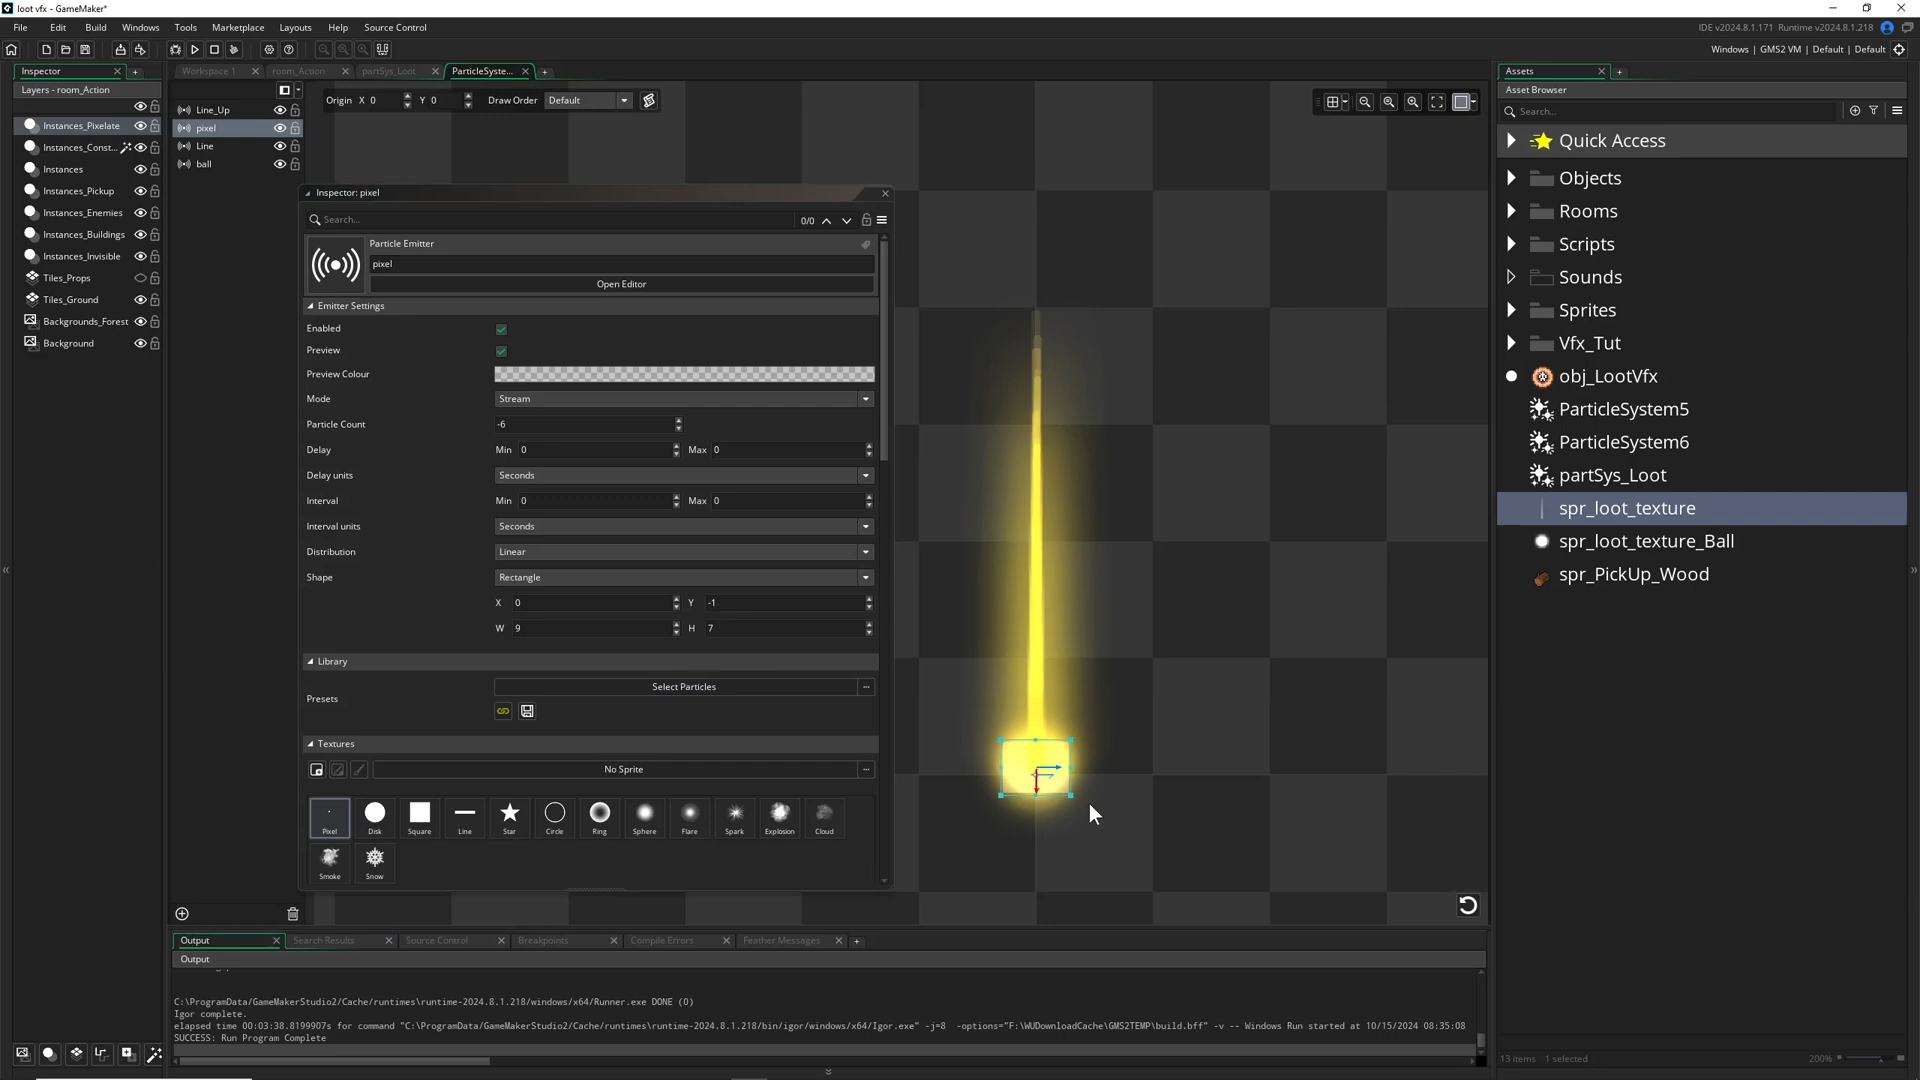 loot vfx - GameMaker*
File Edit Build Windows Tools Marketplace Layouts Help Source Control
IDE v2024.8.1.171 Runtime v2024.8.1.218
Windows | GMS2 VM | Default | Default
Inspector
Layers - room_Action
Instances_Pixelate
Instances_Const...
Instances
Instances_Pickup
Instances_Enemies
Instances_Buildings
Instances_Invisible
Tiles_Props
Tiles_Ground
Backgrounds_Forest
Background
Workspace 1 room_Action partSys_Loot ParticleSyste...
Line_Up
pixel
Line
ball
Origin X 0 Y 0 Draw Order Default
Inspector: pixel
Search...
0/0
Particle Emitter
pixel
Open Editor
Emitter Settings
Enabled
Preview
Preview Colour
Mode Stream
Particle Count -6
Delay Min 0 Max 0
Delay units Seconds
Interval Min 0 Max 0
Interval units Seconds
Distribution Linear
Shape Rectangle
X 0 Y -1
W 9 H 7
Library
Presets Select Particles
Textures
No Sprite
Pixel Disk Square Line Star Circle Ring Sphere Flare Spark Explosion Cloud
Smoke Snow
Assets
Asset Browser
Search...
Quick Access
Objects
Rooms
Scripts
Sounds
Sprites
Vfx_Tut
obj_LootVfx
ParticleSystem5
ParticleSystem6
partSys_Loot
spr_loot_texture
spr_loot_texture_Ball
spr_PickUp_Wood
13 items 1 selected
200%
Output Search Results Source Control Breakpoints Compile Errors Feather Messages
Output
C:\ProgramData/GameMakerStudio2/Cache/runtimes\runtime-2024.8.1.218/windows/x64/Runner.exe DONE (0)
Igor complete.
elapsed time 00:03:38.8199907s for command "C:\ProgramData/GameMakerStudio2/Cache/runtimes\runtime-2024.8.1.218/bin/igor/windows/x64/Igor.exe" -j=8 -options="F:\WUDownloadCache\GMS2TEMP\build.bff" -v -- Windows Run started at 10/15/2024 08:35:08
SUCCESS: Run Program Complete